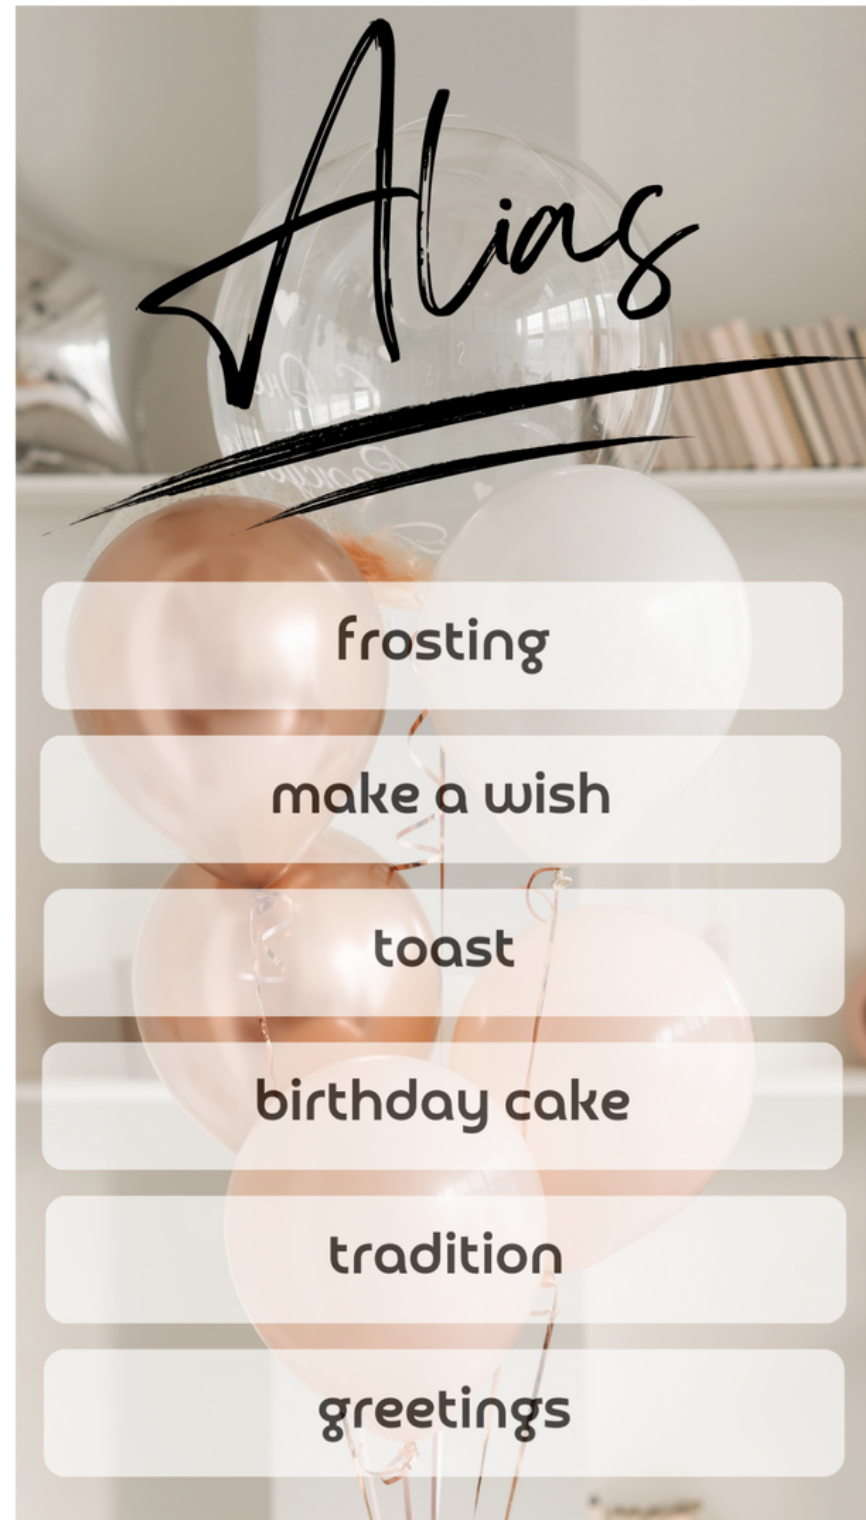 Alias
frosting
make a wish
toast
birthday cake
tradition
greetings